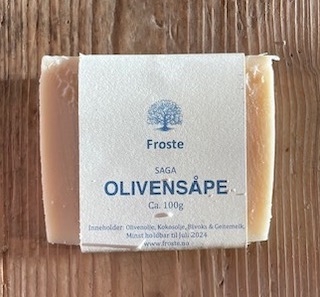 Froste
SAGA
OLIVENSÅPE
Ca. 100g
Inneholder: Olivenolje, Kokosolje, Bivoks & Geitemelk.
Minst holdbar til Juli 2024
www.froste.no